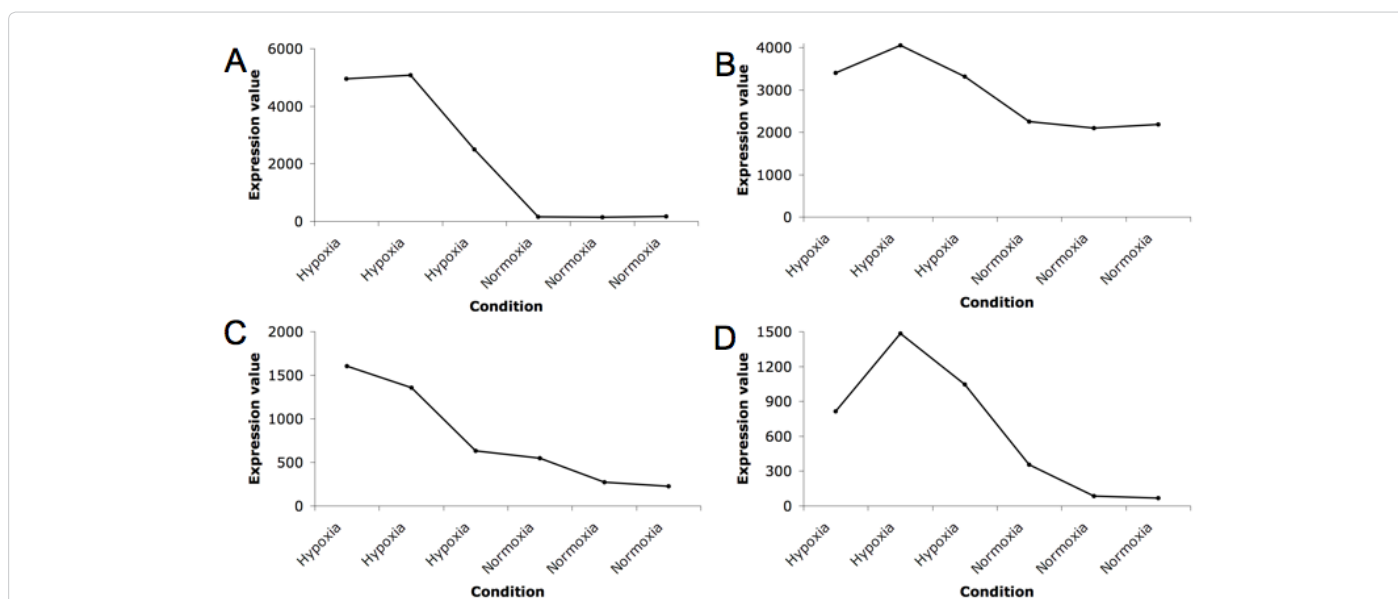 A
Expression value
6000
4000
2000
0
Hypoxia
Hypoxia
Hypoxia
Normoxia
Normoxia
Normoxia
Condition
B
Expression value
4000
3000
2000
1000
0
Hypoxia
Hypoxia
Hypoxia
Normoxia
Normoxia
Normoxia
Condition
C
Expression value
2000
1500
1000
500
0
Hypoxia
Hypoxia
Hypoxia
Normoxia
Normoxia
Normoxia
Condition
D
Expression value
1500
1200
900
600
300
0
Hypoxia
Hypoxia
Hypoxia
Normoxia
Normoxia
Normoxia
Condition